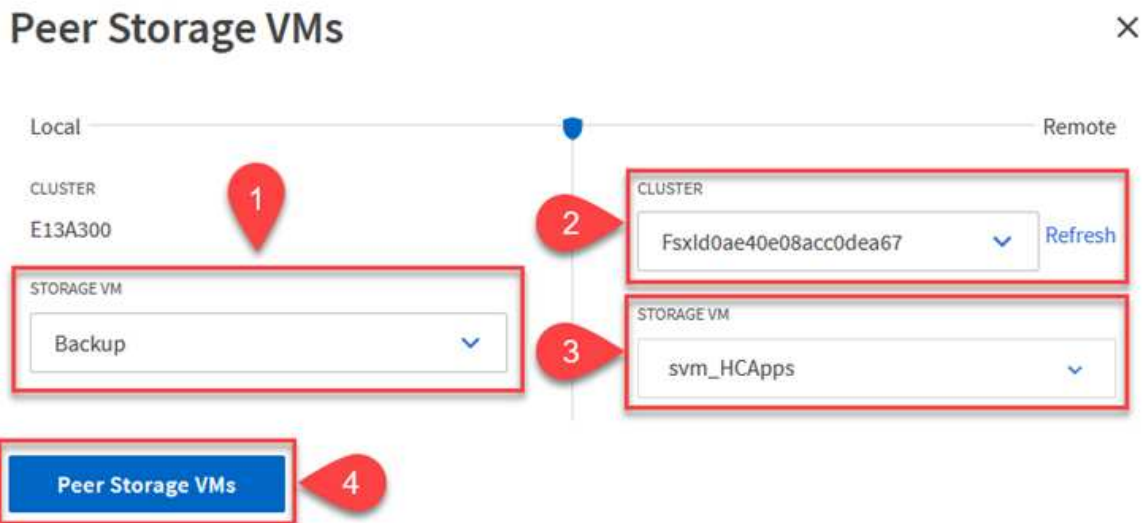 Peer Storage VMs
Local
Remote
CLUSTER
E13A300
1
STORAGE VM
Backup
2
CLUSTER
FsxId0ae40e08acc0dea67
Refresh
3
STORAGE VM
svm_HCApps
Peer Storage VMs
4